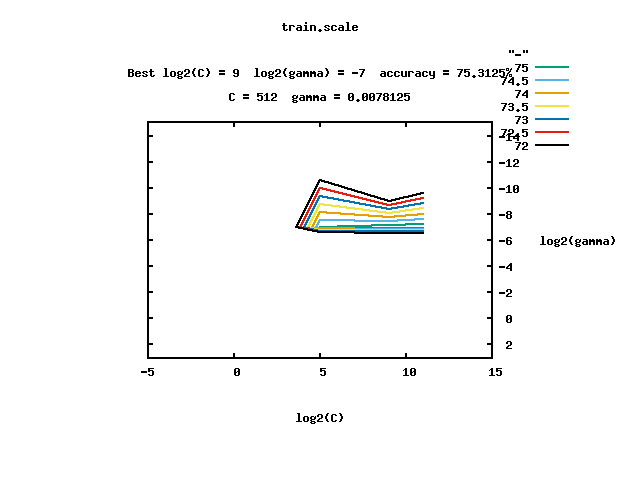 train.scale
"-"
Best log2(C) = 9  log2(gamma) = -7  accuracy = 75.3125%
75
74.5
74
73.5
73
72.5
72
C = 512  gamma = 0.0078125
-14
-12
-10
-8
-6
-4
-2
0
2
log2(gamma)
-5 0 5 10 15
log2(C)